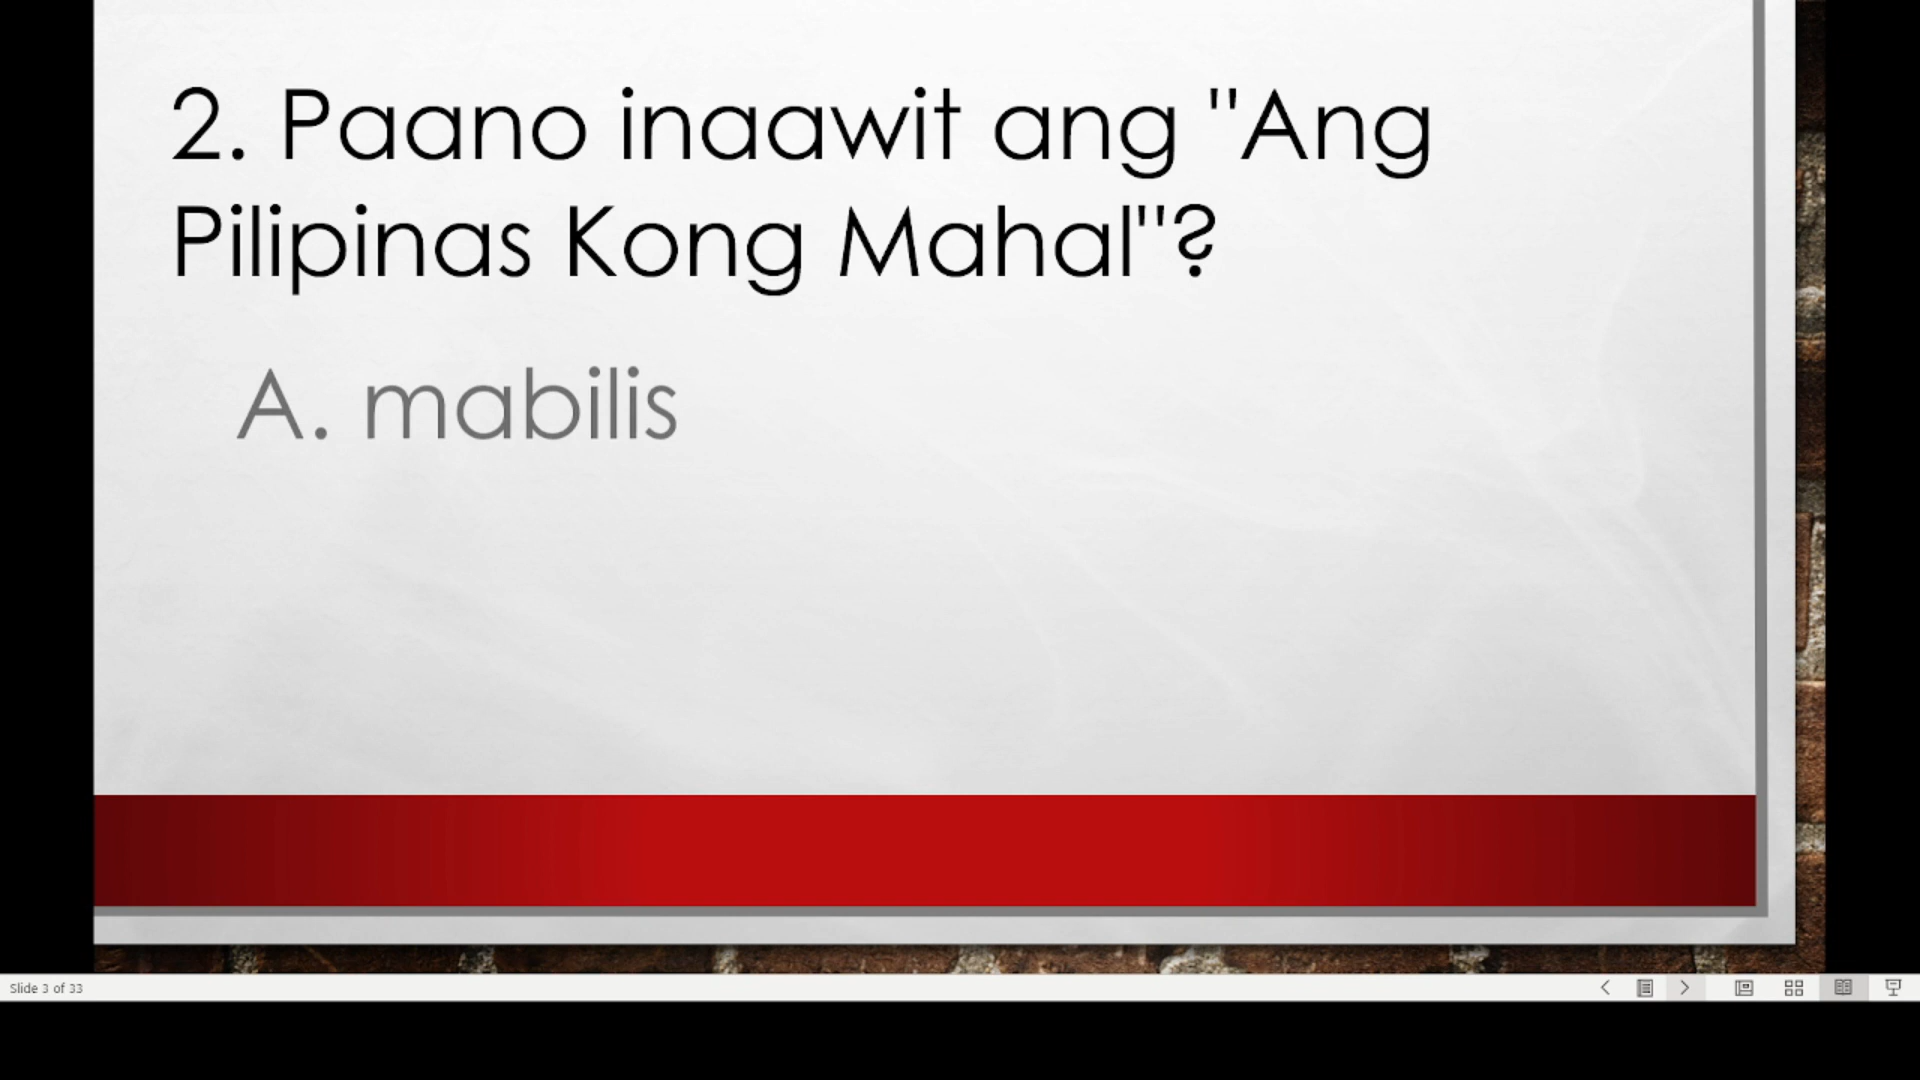 2. Paano inaawit ang "Ang
Pilipinas Kong Mahal"?
A. mabilis
Slide 3 of 33